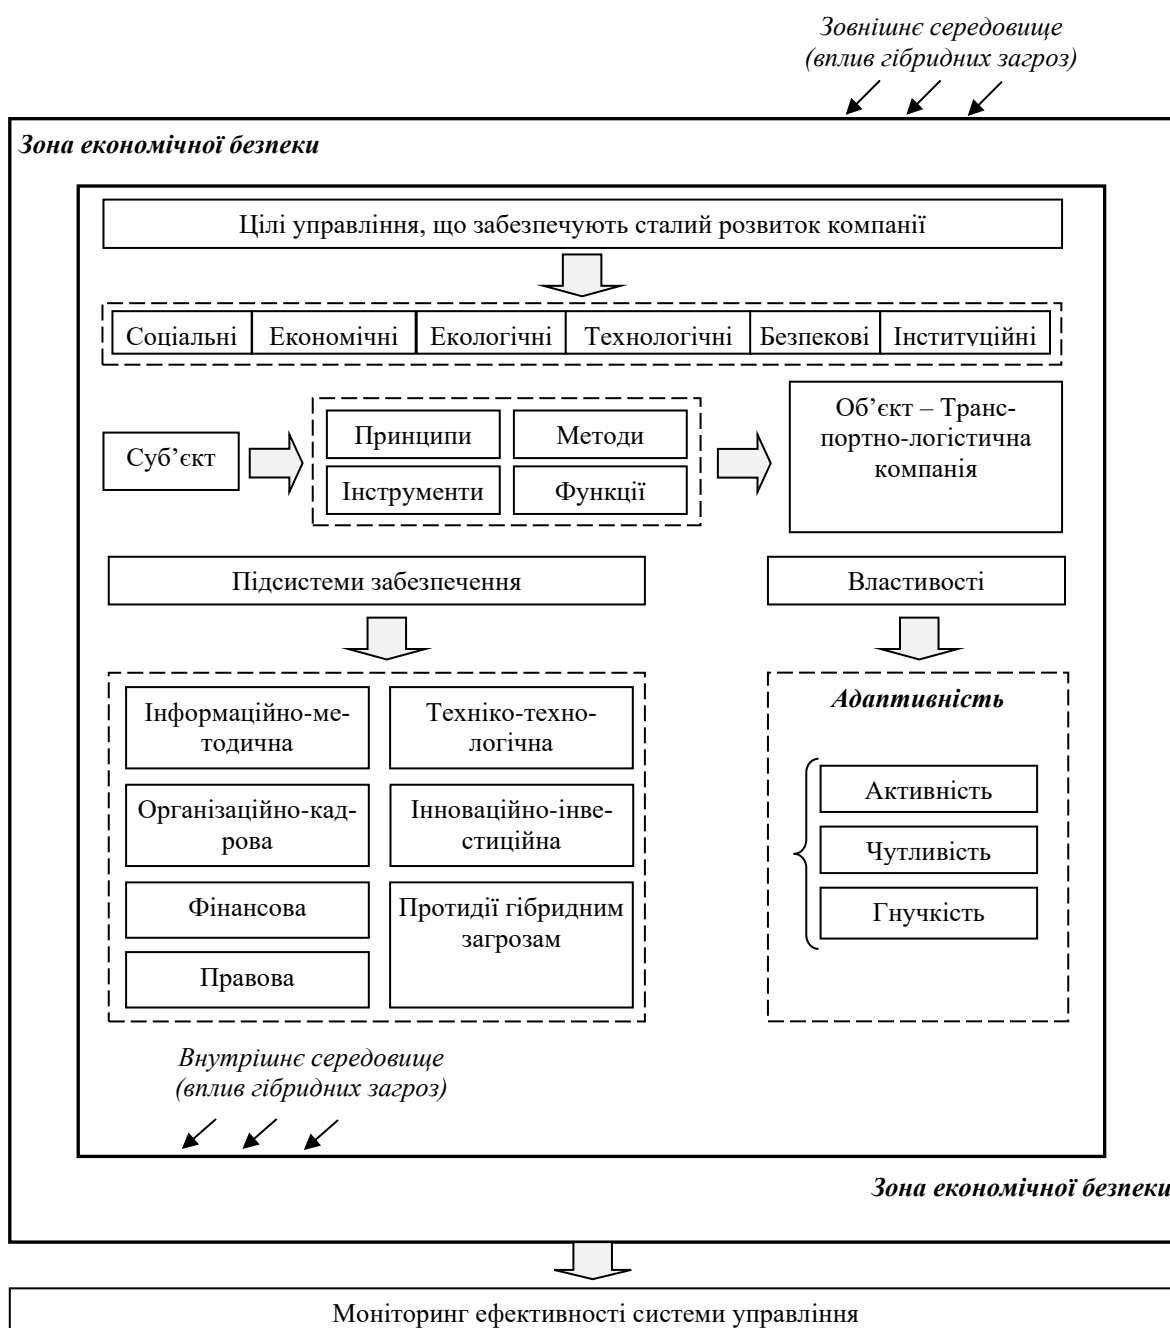 Зовнішнє середовище
(вплив гібридних загроз)
Зона економічної безпеки
Цілі управління, що забезпечують сталий розвиток компанії
Соціальні Економічні Екологічні Технологічні Безпекові Інституційні
Суб’єкт
Принципи Методи
Інструменти Функції
Об’єкт – Транс-
портно-логістична
компанія
Підсистеми забезпечення
Властивості
Інформаційно-ме-
тодична
Техніко-техно-
логічна
Організаційно-кад-
рова
Інноваційно-інве-
стиційна
Фінансова
Протидії гібридним
загрозам
Правова
Адаптивність
Активність
Чутливість
Гнучкість
Внутрішнє середовище
(вплив гібридних загроз)
Зона економічної безпеки
Моніторинг ефективності системи управління